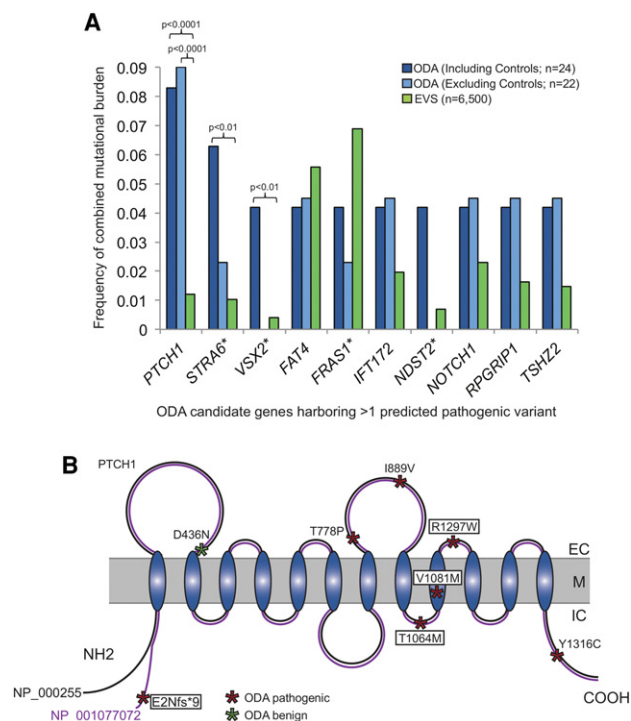 A
p<0.0001
p<0.0001
p<0.01
p<0.01
ODA (Including Controls; n=24)
ODA (Excluding Controls; n=22)
EVS (n=6,500)
Frequency of combined mutational burden
0.09
0.08
0.07
0.06
0.05
0.04
0.03
0.02
0.01
0
PTCH1
STRA6*
VSX2*
FAT4
FRAS1*
IFT172
NDST2*
NOTCH1
RPGRIP1
TSHZ2
ODA candidate genes harboring >1 predicted pathogenic variant
B
PTCH1
I889V
D436N
T778P
R1297W
EC
V1081M
M
IC
T1064M
NH2
Y1316C
NP_000255
E2Nfs*9
NP_001077072
COOH
ODA pathogenic
ODA benign